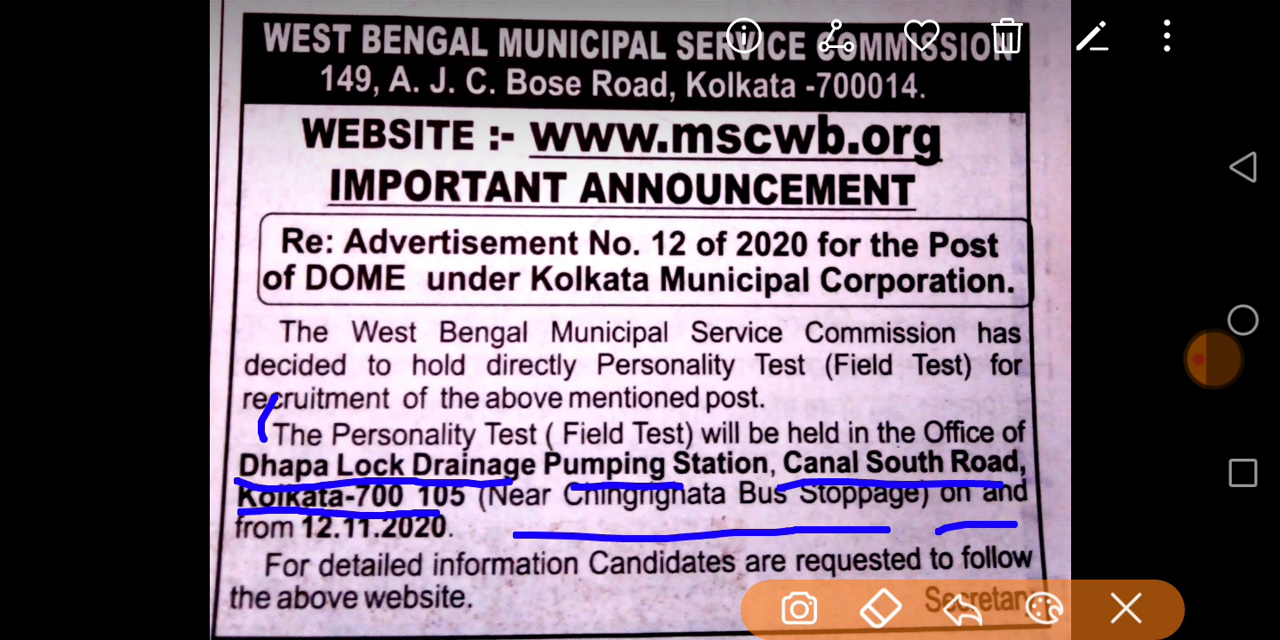 WEST BENGAL MUNICIPAL SERVICE COMMISSION
149, A. J. C. Bose Road, Kolkata -700014.
WEBSITE :- www.mscwb.org
IMPORTANT ANNOUNCEMENT
Re: Advertisement No. 12 of 2020 for the Post
of DOME under Kolkata Municipal Corporation.
The West Bengal Municipal Service Commission has
decided to hold directly Personality Test (Field Test) for
recruitment of the above mentioned post.
The Personality Test ( Field Test) will be held in the Office of
Dhapa Lock Drainage Pumping Station, Canal South Road,
Kolkata-700 105 (Near Chingrighata Bus Stoppage) on and
from 12.11.2020.
For detailed information Candidates are requested to follow
the above website.
Secretary